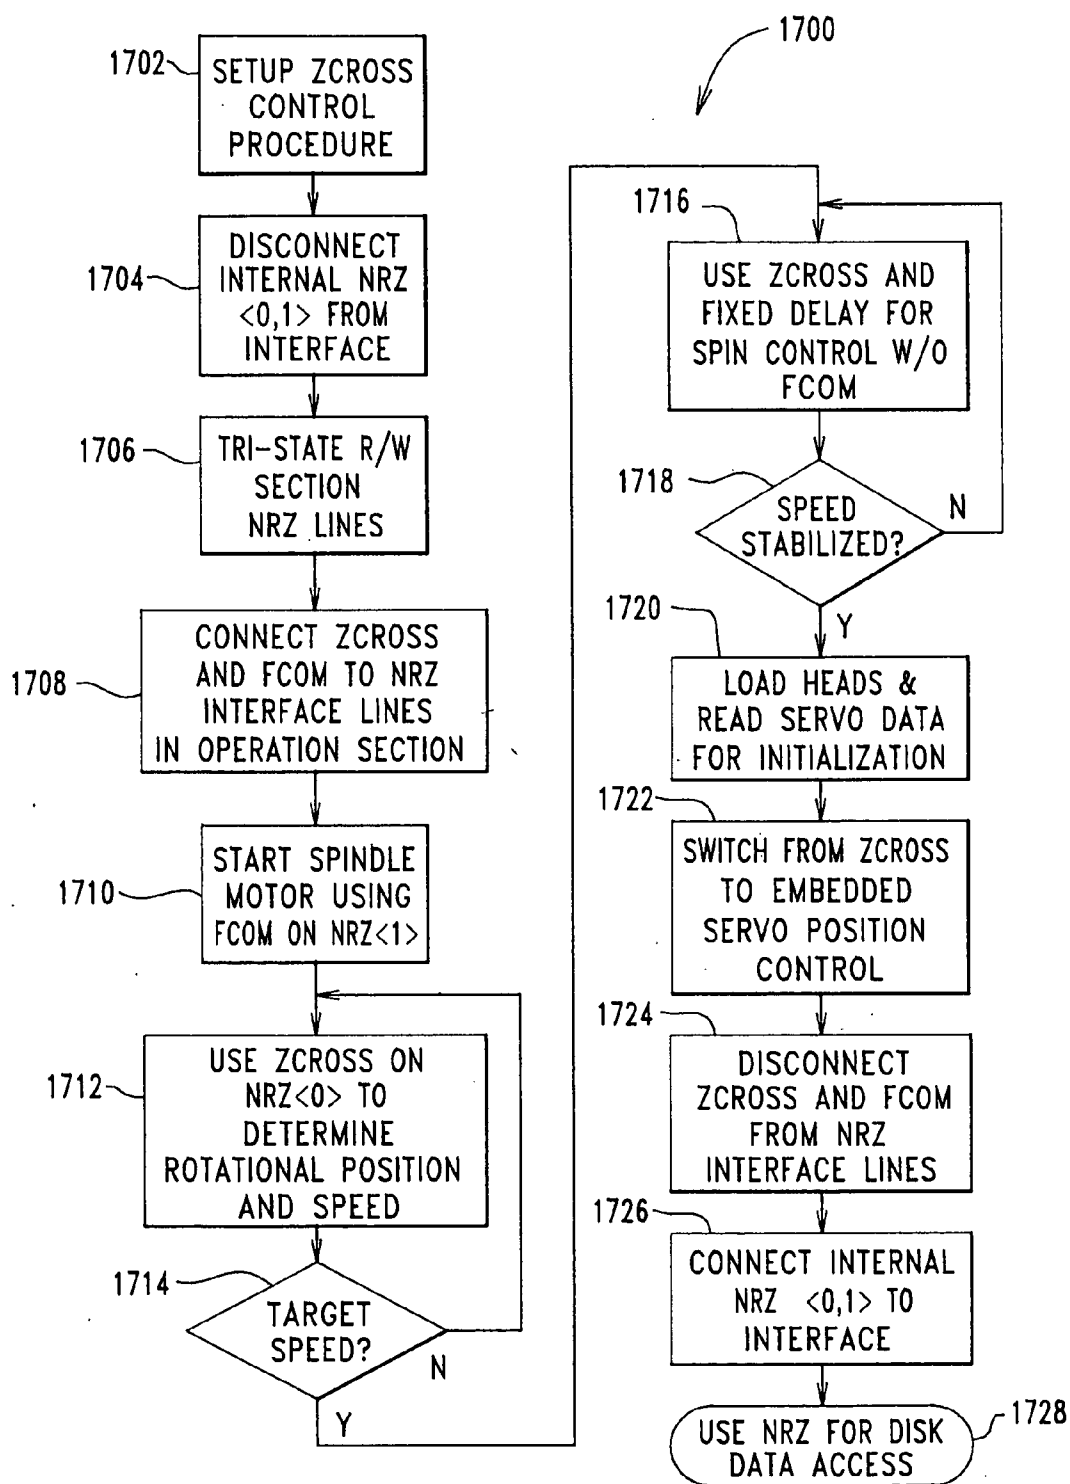 1700
1702
SETUP ZCROSS
CONTROL
PROCEDURE
1704
DISCONNECT
INTERNAL NRZ
<0,1> FROM
INTERFACE
1706
TRI-STATE R/W
SECTION
NRZ LINES
1708
CONNECT ZCROSS
AND FCOM TO NRZ
INTERFACE LINES
IN OPERATION SECTION
1710
START SPINDLE
MOTOR USING
FCOM ON NRZ<1>
1712
USE ZCROSS ON
NRZ<0> TO
DETERMINE
ROTATIONAL POSITION
AND SPEED
1714
TARGET
SPEED?
N
Y
1716
USE ZCROSS AND
FIXED DELAY FOR
SPIN CONTROL W/O
FCOM
1718
SPEED
STABILIZED?
N
Y
1720
LOAD HEADS &
READ SERVO DATA
FOR INITIALIZATION
1722
SWITCH FROM ZCROSS
TO EMBEDDED
SERVO POSITION
CONTROL
1724
DISCONNECT
ZCROSS AND FCOM
FROM NRZ
INTERFACE LINES
1726
CONNECT INTERNAL
NRZ <0,1> TO
INTERFACE
USE NRZ FOR DISK
DATA ACCESS
1728